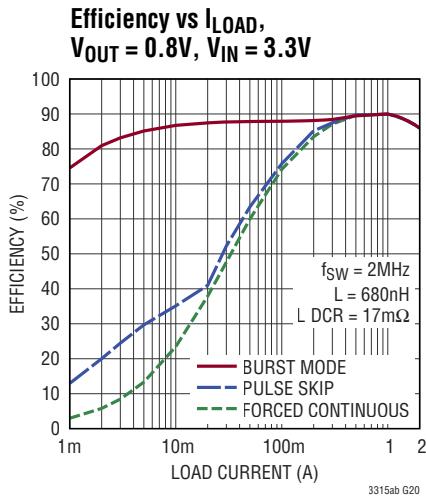 Efficiency vs ILOAD,
VOUT = 0.8V, VIN = 3.3V
100
90
80
70
60
50
40
30
20
10
0
EFFICIENCY (%)
fSW = 2MHz
L = 680nH
L DCR = 17mΩ
BURST MODE
PULSE SKIP
FORCED CONTINUOUS
1m 10m 100m 1 2
LOAD CURRENT (A)
3315ab G20